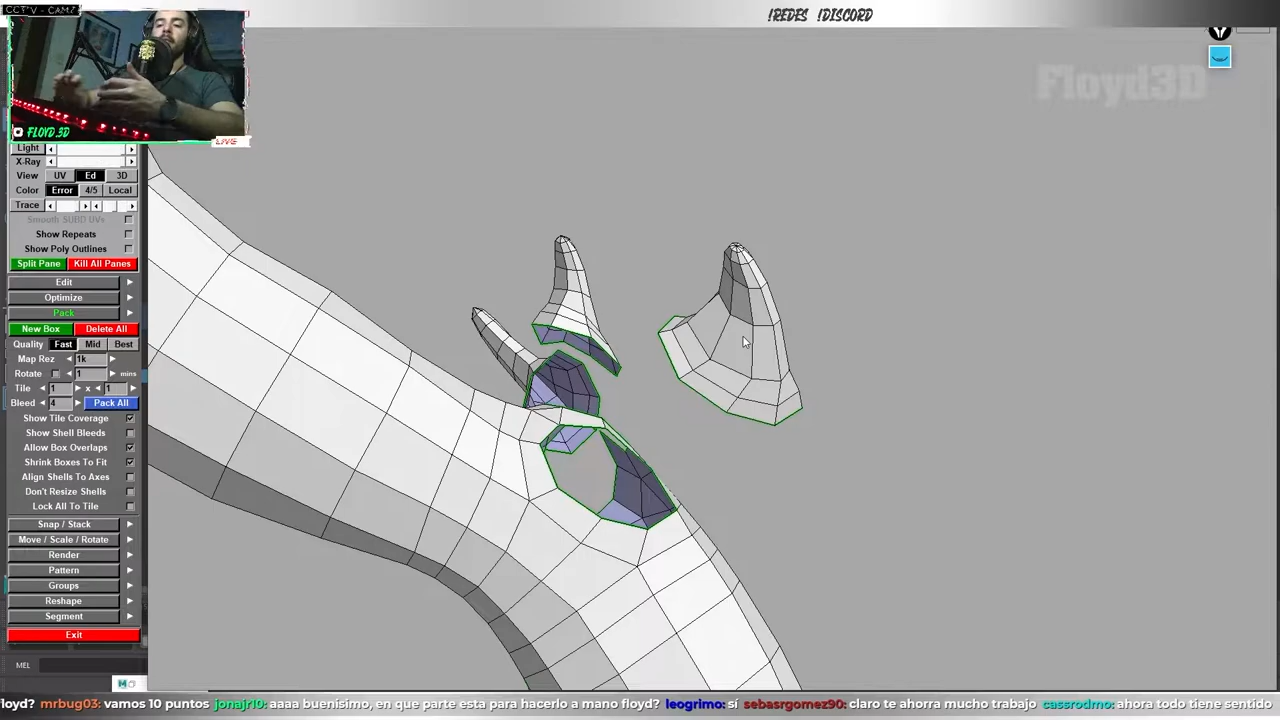 CCTV - CAM7
!REDES !DISCORD
Floyd3D
FLOYD.3D
LIVE
Light
X-Ray
View UV Ed 3D
Color Error 4/5 Local
Trace
Smooth SUBD UVs
Show Repeats
Show Poly Outlines
Split Pane Kill All Panes
Edit
Optimize
Pack
New Box Delete All
Quality Fast Mid Best
Map Rez 1k
Rotate 1 mins
Tile 1 x 1
Bleed 4 Pack All
Show Tile Coverage
Show Shell Bleeds
Allow Box Overlaps
Shrink Boxes To Fit
Align Shells To Axes
Don't Resize Shells
Lock All To Tile
Snap / Stack
Move / Scale / Rotate
Render
Pattern
Groups
Reshape
Segment
Exit
MEL
floyd? mrbug03: vamos 10 puntos jonajr10: aaaa buenísimo, en que parte esta para hacerlo a mano floyd? leogrimo: sí sebasrgomez90: claro te ahorra mucho trabajo cassrodmo: ahora todo tiene sentido